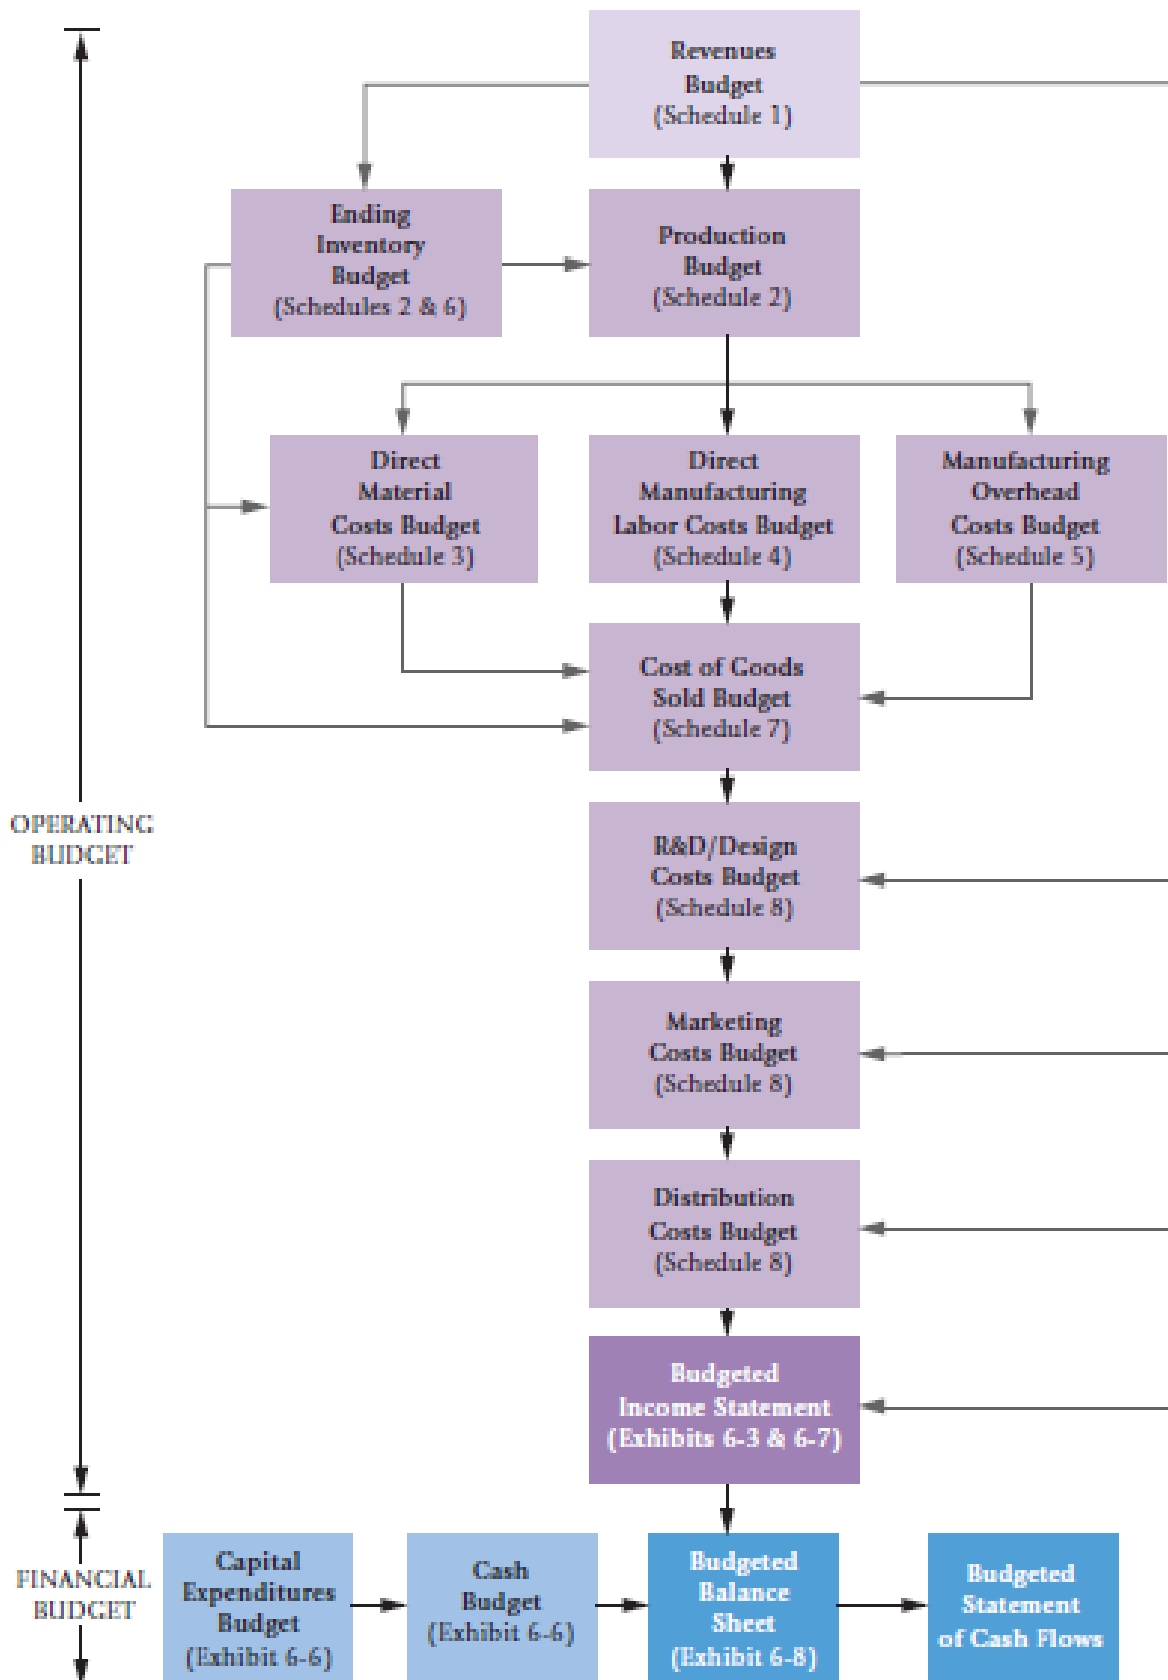 Revenues
Budget
(Schedule 1)
Ending
Inventory
Budget
(Schedules 2 & 6)
Production
Budget
(Schedule 2)
Direct
Material
Costs Budget
(Schedule 3)
Direct
Manufacturing
Labor Costs Budget
(Schedule 4)
Manufacturing
Overhead
Costs Budget
(Schedule 5)
Cost of Goods
Sold Budget
(Schedule 7)
OPERATING
BUDGET
R&D/Design
Costs Budget
(Schedule 8)
Marketing
Costs Budget
(Schedule 8)
Distribution
Costs Budget
(Schedule 8)
Budgeted
Income Statement
(Exhibits 6-3 & 6-7)
FINANCIAL
BUDGET
Capital
Expenditures
Budget
(Exhibit 6-6)
Cash
Budget
(Exhibit 6-6)
Budgeted
Balance
Sheet
(Exhibit 6-8)
Budgeted
Statement
of Cash Flows